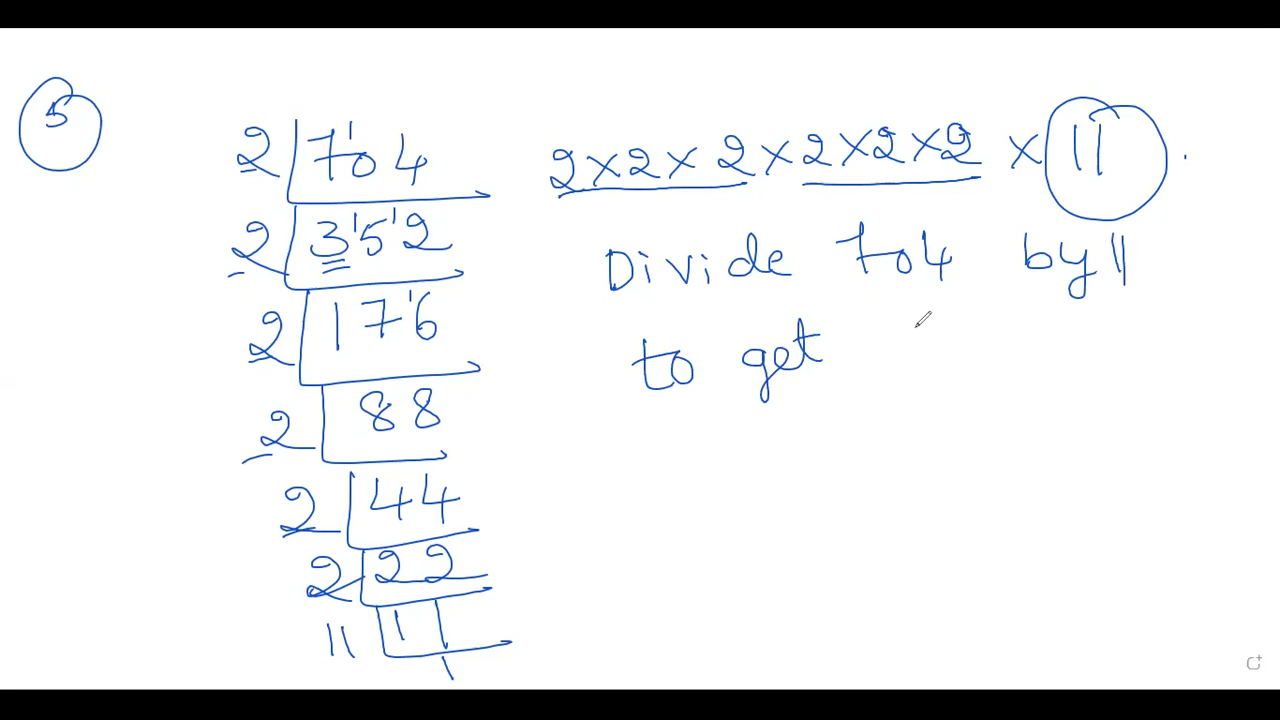 5
2 | 704
2 | 352
2 | 176
2 | 88
2 | 44
2 | 22
11 | 11
1
2 × 2 × 2 × 2 × 2 × 2 × 11 .
Divide 704 by 11
to get